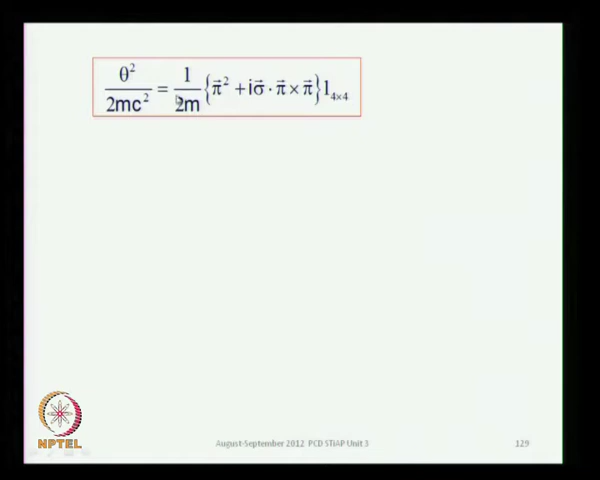 θ²/2mc² = 1/2m {π⃗² + iσ⃗ · π⃗ × π⃗} 1₄ₓ₄
NPTEL
August-September 2012 PCD STiAP Unit 3
129